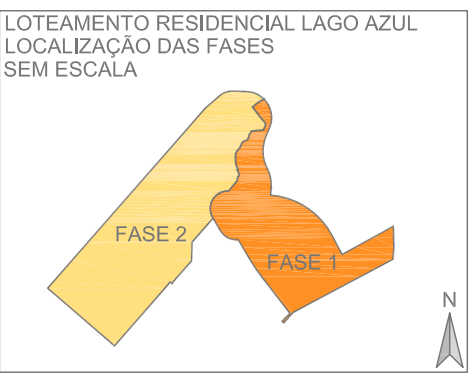 LOTEAMENTO RESIDENCIAL LAGO AZUL
LOCALIZAÇÃO DAS FASES
SEM ESCALA
FASE 2
FASE 1
N